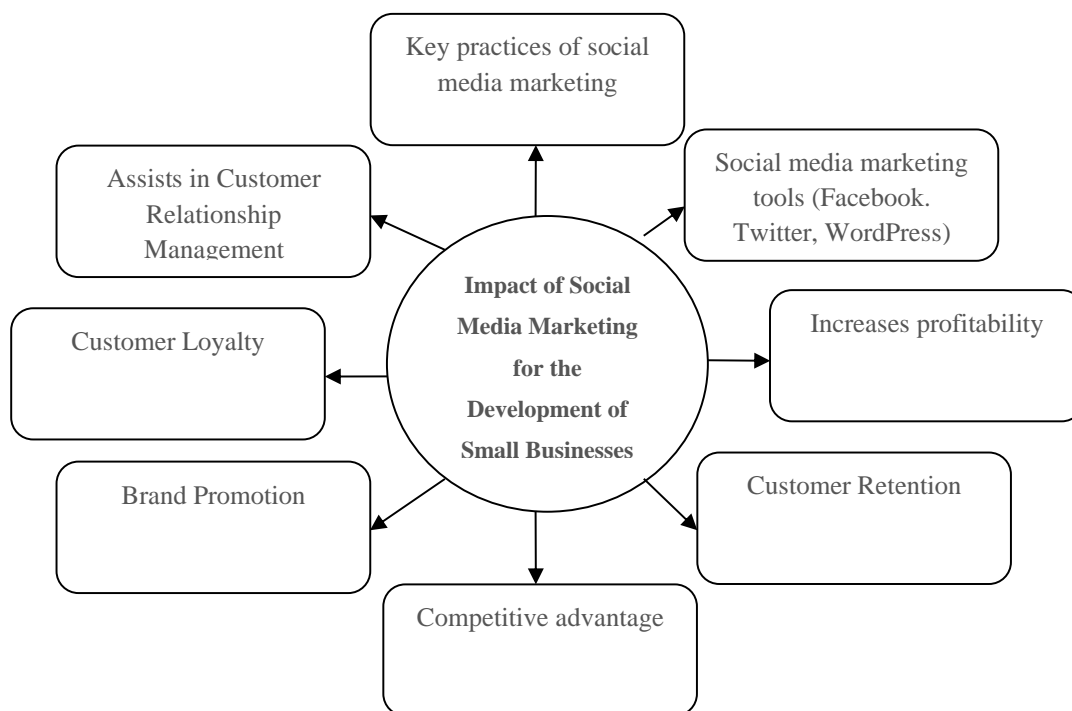 Key practices of social
media marketing
Social media marketing
tools (Facebook.
Twitter, WordPress)
Assists in Customer
Relationship
Management
Impact of Social
Media Marketing
for the
Development of
Small Businesses
Increases profitability
Customer Loyalty
Customer Retention
Brand Promotion
Competitive advantage